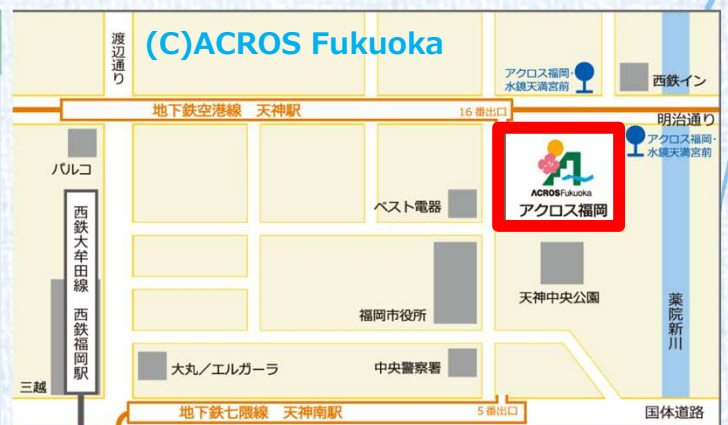 渡辺通り
(C)ACROS Fukuoka
アクロス福岡·
水鏡天満宮前
西鉄イン
地下鉄空港線 天神駅
16番出口
明治通り
アクロス福岡·
水鏡天満宮前
パルコ
ACROS Fukuoka
アクロス福岡
ベスト電器
西鉄大牟田線 西鉄福岡駅
天神中央公園
薬院新川
福岡市役所
大丸／エルガーラ
中央警察署
三越
地下鉄七隈線 天神南駅
5番出口
国体道路